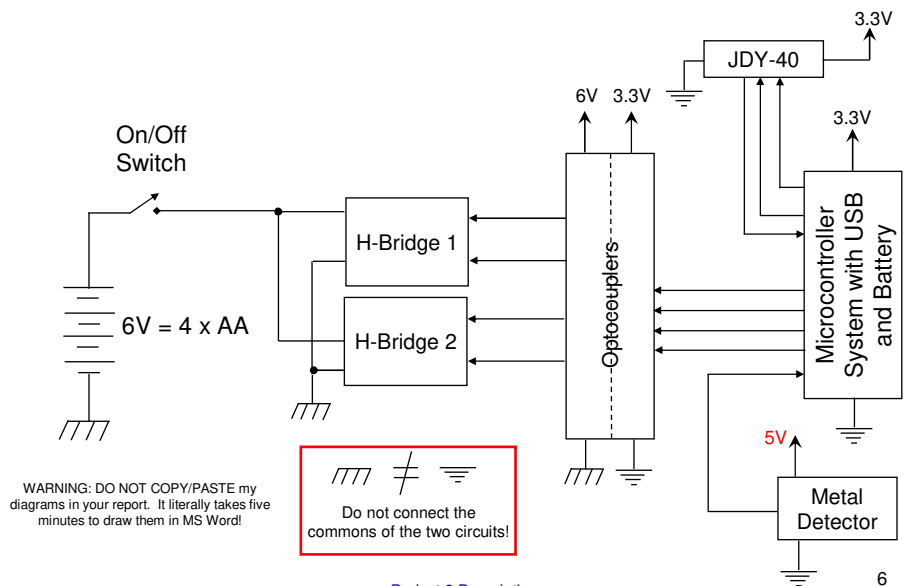 3.3V
JDY-40
6V 3.3V
3.3V
On/Off
Switch
H-Bridge 1
Optocouplers
Microcontroller
System with USB
and Battery
6V = 4 x AA
H-Bridge 2
5V
WARNING: DO NOT COPY/PASTE my
diagrams in your report. It literally takes five
minutes to draw them in MS Word!
Do not connect the
commons of the two circuits!
Metal
Detector
6